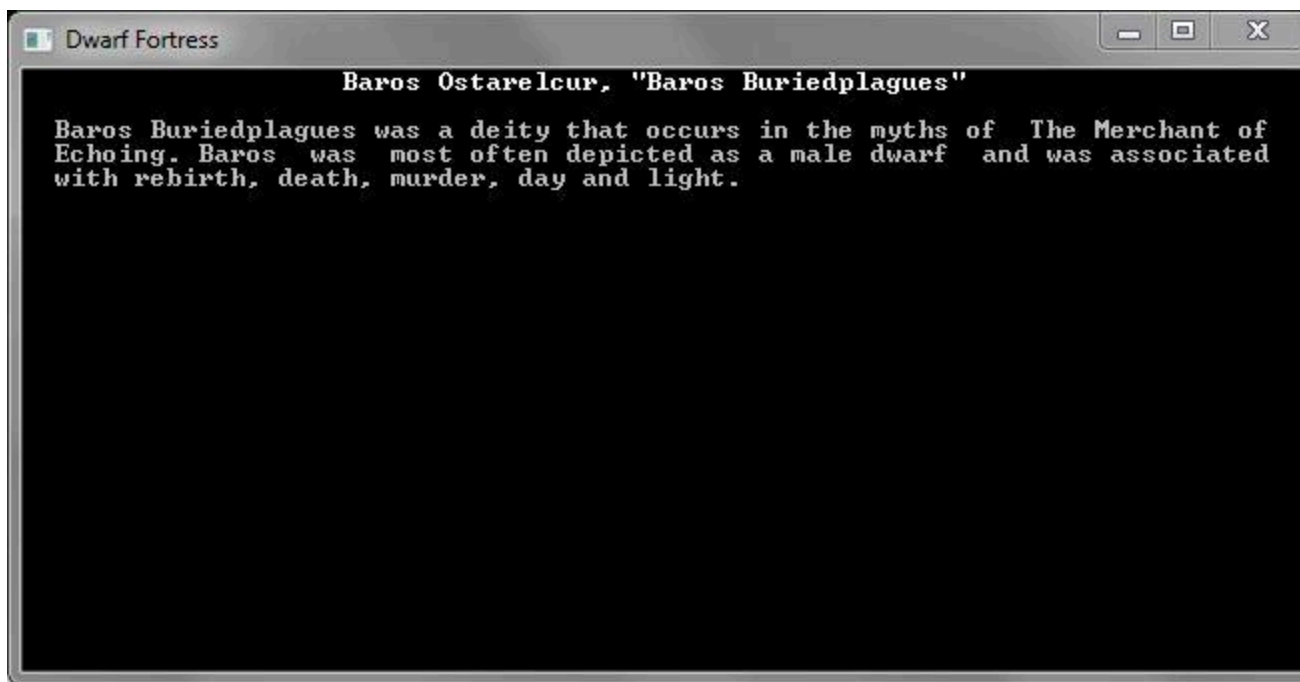 Dwarf Fortress
Baros Ostarelcur, "Baros Buriedplagues"
Baros Buriedplagues was a deity that occurs in the myths of  The Merchant of
Echoing. Baros  was  most often depicted as a male dwarf  and was associated
with rebirth, death, murder, day and light.